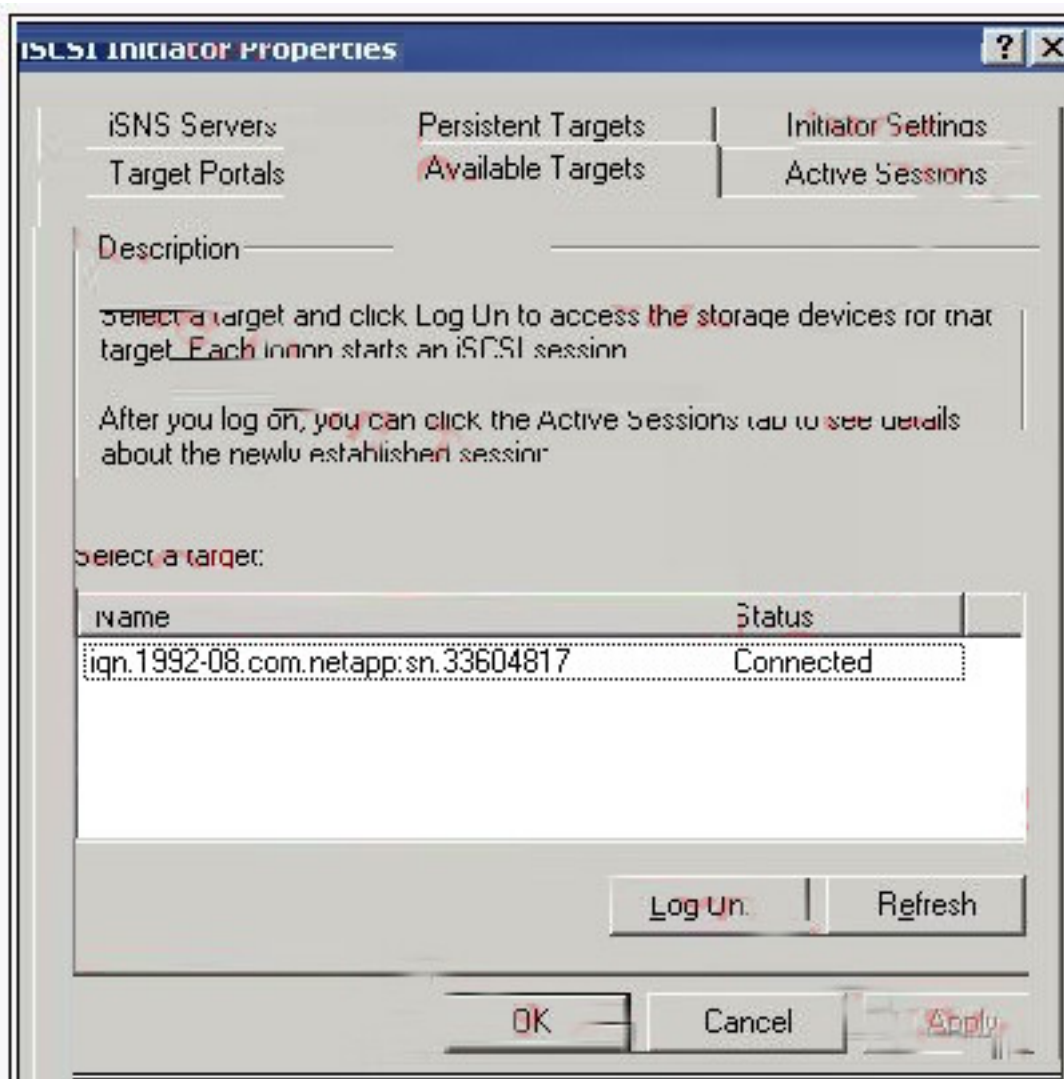 iSCSI Initiator Properties
iSNS Servers Persistent Targets Initiator Settings
Target Portals Available Targets Active Sessions
Description
Select a target and click Log On to access the storage devices for that
target. Each logon starts an iSCSI session.
After you log on, you can click the Active Sessions tab to see details
about the newly established session.
Select a target:
Name Status
iqn.1992-08.com.netapp:sn.33604817 Connected
Log On... Refresh
OK Cancel Apply